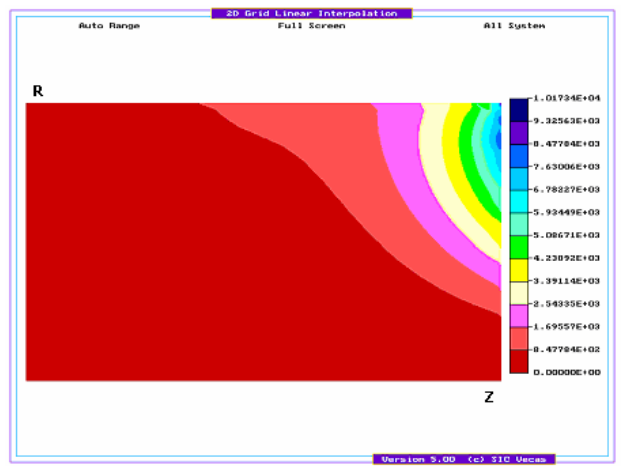 2D Grid Linear Interpolation
Auto Range Full Screen All System
R
1.01734E+04
9.32563E+03
8.47784E+03
7.63006E+03
6.78227E+03
5.93449E+03
5.08671E+03
4.23892E+03
3.39114E+03
2.54335E+03
1.69557E+03
8.47784E+02
0.00000E+00
Z
Version 5.00 (c) SIC Vecas